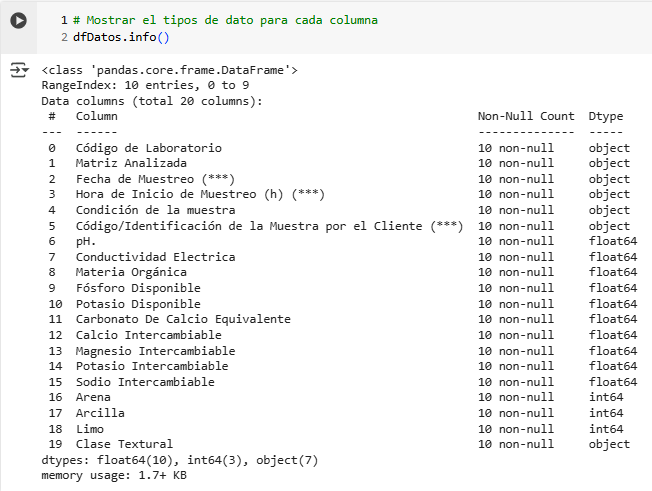 1 # Mostrar el tipos de dato para cada columna
2 dfDatos.info()
<class 'pandas.core.frame.DataFrame'>
RangeIndex: 10 entries, 0 to 9
Data columns (total 20 columns):
 #   Column                                                    Non-Null Count  Dtype
---  ------                                                    --------------  -----
 0   Código de Laboratorio                                     10 non-null     object
 1   Matriz Analizada                                          10 non-null     object
 2   Fecha de Muestreo (***)                                   10 non-null     object
 3   Hora de Inicio de Muestreo (h) (***)                      10 non-null     object
 4   Condición de la muestra                                   10 non-null     object
 5   Código/Identificación de la Muestra por el Cliente (***)  10 non-null     object
 6   pH.                                                       10 non-null     float64
 7   Conductividad Electrica                                   10 non-null     float64
 8   Materia Orgánica                                          10 non-null     float64
 9   Fósforo Disponible                                        10 non-null     float64
 10  Potasio Disponible                                        10 non-null     float64
 11  Carbonato De Calcio Equivalente                           10 non-null     float64
 12  Calcio Intercambiable                                     10 non-null     float64
 13  Magnesio Intercambiable                                   10 non-null     float64
 14  Potasio Intercambiable                                    10 non-null     float64
 15  Sodio Intercambiable                                      10 non-null     float64
 16  Arena                                                     10 non-null     int64
 17  Arcilla                                                   10 non-null     int64
 18  Limo                                                      10 non-null     int64
 19  Clase Textural                                            10 non-null     object
dtypes: float64(10), int64(3), object(7)
memory usage: 1.7+ KB